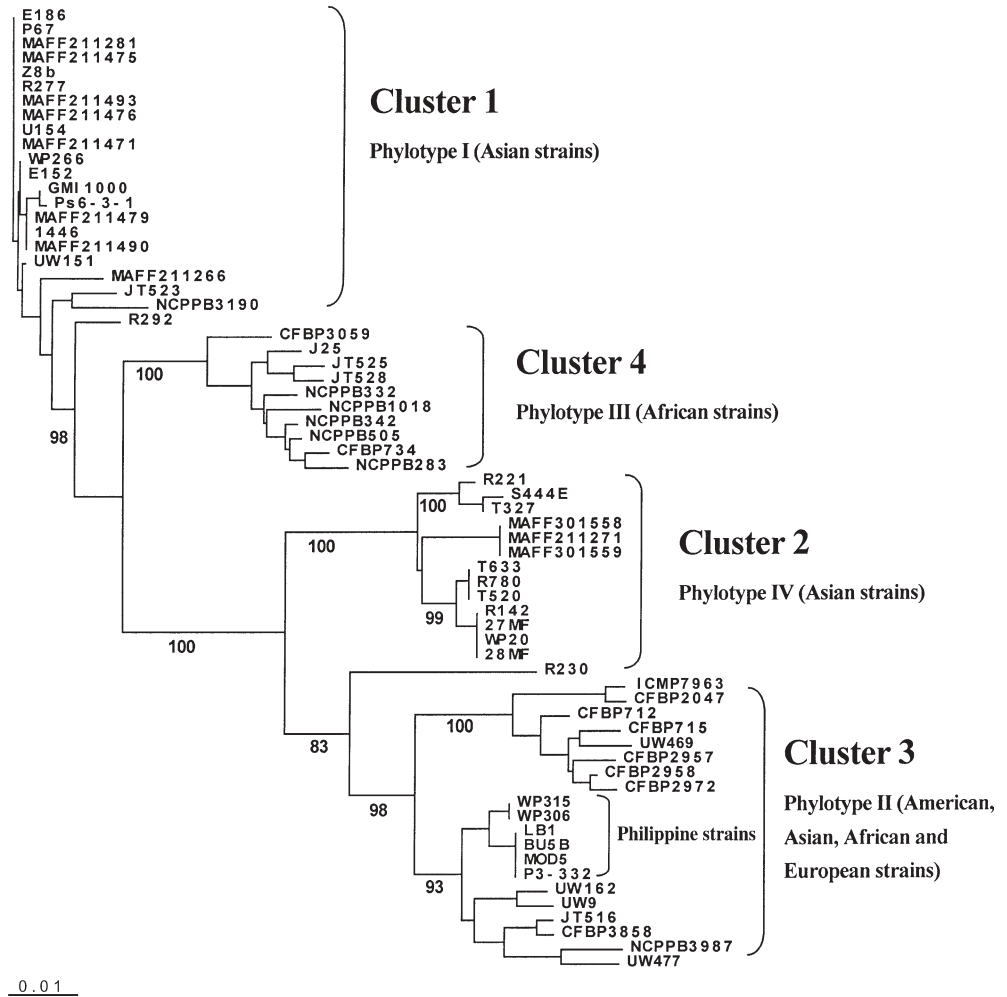 E186
P67
MAFF211281
MAFF211475
Z8b
R277
MAFF211493
MAFF211476
U154
MAFF211471
WP266
E152
GMI1000
Ps6-3-1
MAFF211479
1446
MAFF211490
UW151
MAFF211266
JT523
NCPPB3190
R292
Cluster 1
Phylotype I (Asian strains)
CFBP3059
J25
JT525
JT528
NCPPB332
NCPPB1018
NCPPB342
NCPPB505
CFBP734
NCPPB283
100
98
Cluster 4
Phylotype III (African strains)
R221
S444E
T327
MAFF301558
MAFF211271
MAFF301559
T633
R780
T520
R142
27MF
WP20
28MF
100
100
99
100
Cluster 2
Phylotype IV (Asian strains)
R230
ICMP7963
CFBP2047
CFBP712
CFBP715
UW469
CFBP2957
CFBP2958
CFBP2972
100
83
98
WP315
WP306
LB1
BU5B
MOD5
P3-332
Philippine strains
93
UW162
UW9
JT516
CFBP3858
NCPPB3987
UW477
Cluster 3
Phylotype II (American,
Asian, African and
European strains)
0.01